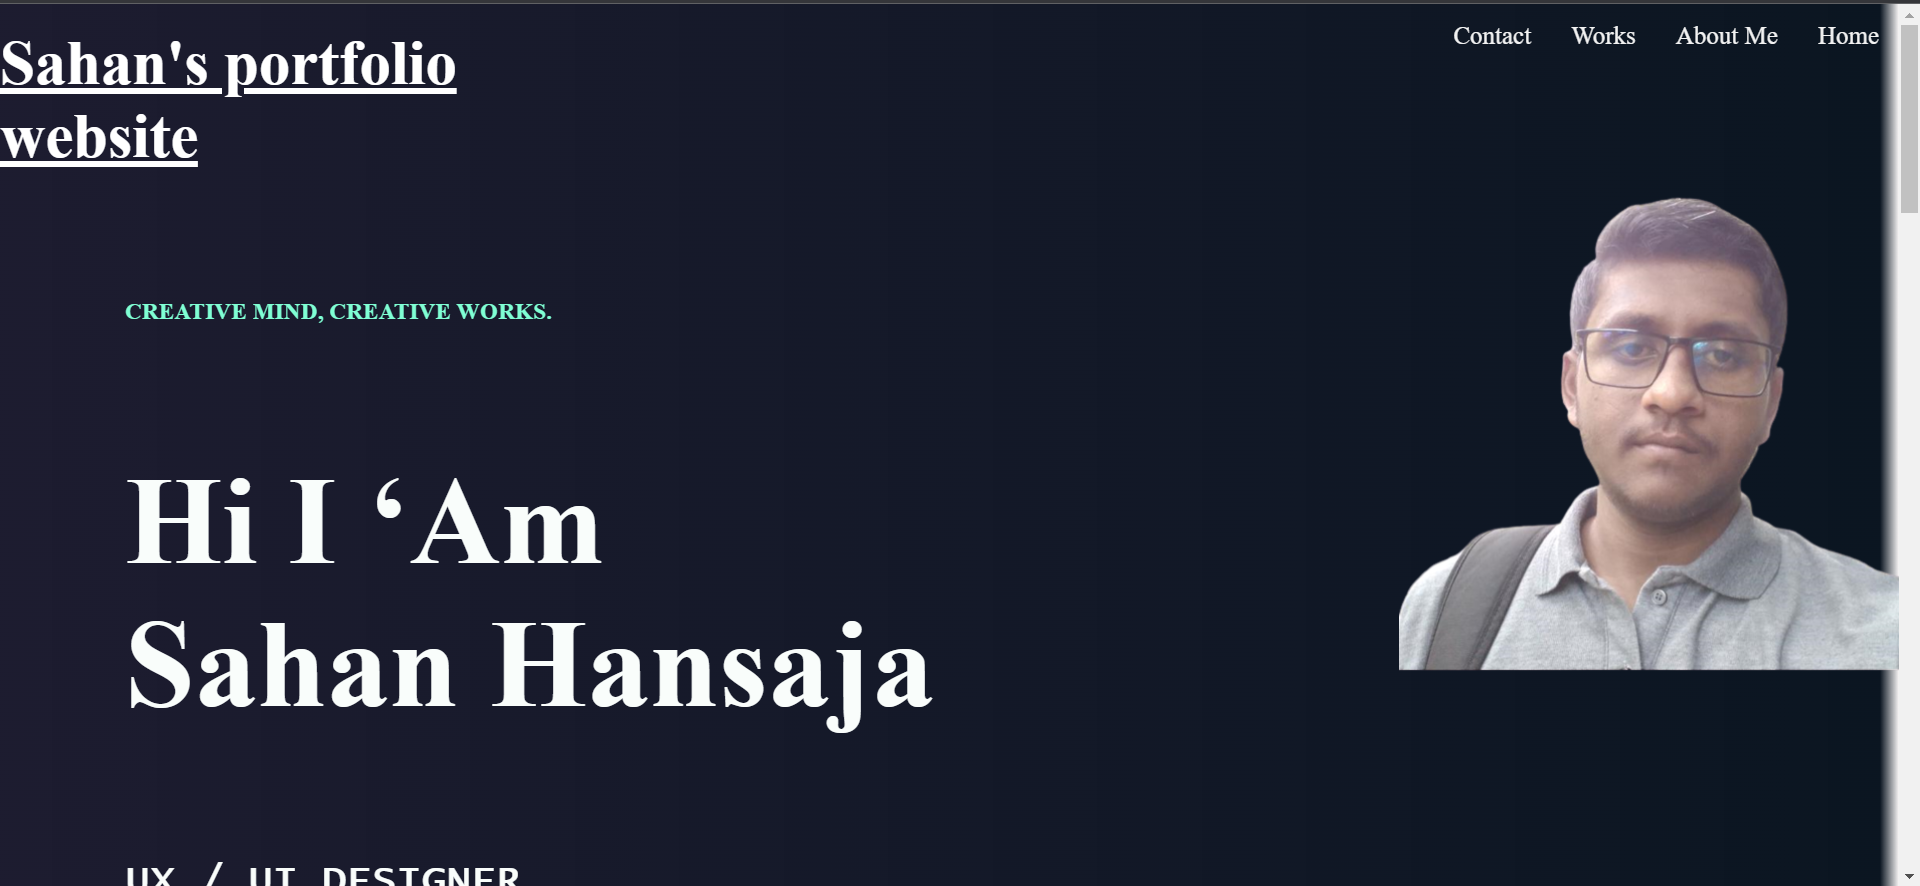 Sahan's portfolio
website
Contact Works About Me Home
CREATIVE MIND, CREATIVE WORKS.
Hi I ‘Am
Sahan Hansaja
UX / UI DESIGNER